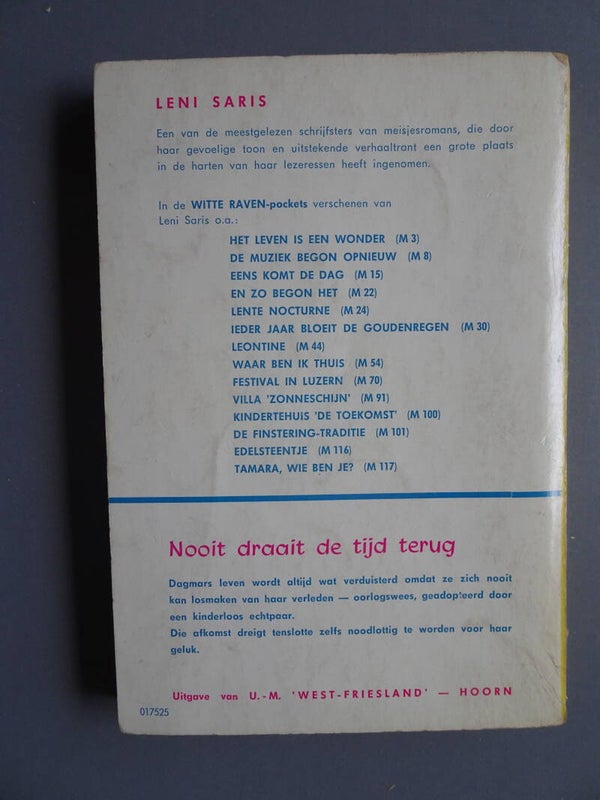 LENI SARIS
Een van de meestgelezen schrijfsters van meisjesromans, die door
haar gevoelige toon en uitstekende verhaaltrant een grote plaats
in de harten van haar lezeressen heeft ingenomen.
In de WITTE RAVEN-pockets verschenen van
Leni Saris o.a.:
HET LEVEN IS EEN WONDER (M 3)
DE MUZIEK BEGON OPNIEUW (M 8)
EENS KOMT DE DAG (M 15)
EN ZO BEGON HET (M 22)
LENTE NOCTURNE (M 24)
IEDER JAAR BLOEIT DE GOUDENREGEN (M 30)
LEONTINE (M 44)
WAAR BEN IK THUIS (M 54)
FESTIVAL IN LUZERN (M 70)
VILLA 'ZONNESCHIJN' (M 91)
KINDERTEHUIS 'DE TOEKOMST' (M 100)
DE FINSTERING-TRADITIE (M 101)
EDELSTEENTJE (M 116)
TAMARA, WIE BEN JE? (M 117)
Nooit draait de tijd terug
Dagmars leven wordt altijd wat verduisterd omdat ze zich nooit
kan losmaken van haar verleden — oorlogswees, geadopteerd door
een kinderloos echtpaar.
Die afkomst dreigt tenslotte zelfs noodlottig te worden voor haar
geluk.
Uitgave van U.-M. 'WEST-FRIESLAND' — HOORN
017525